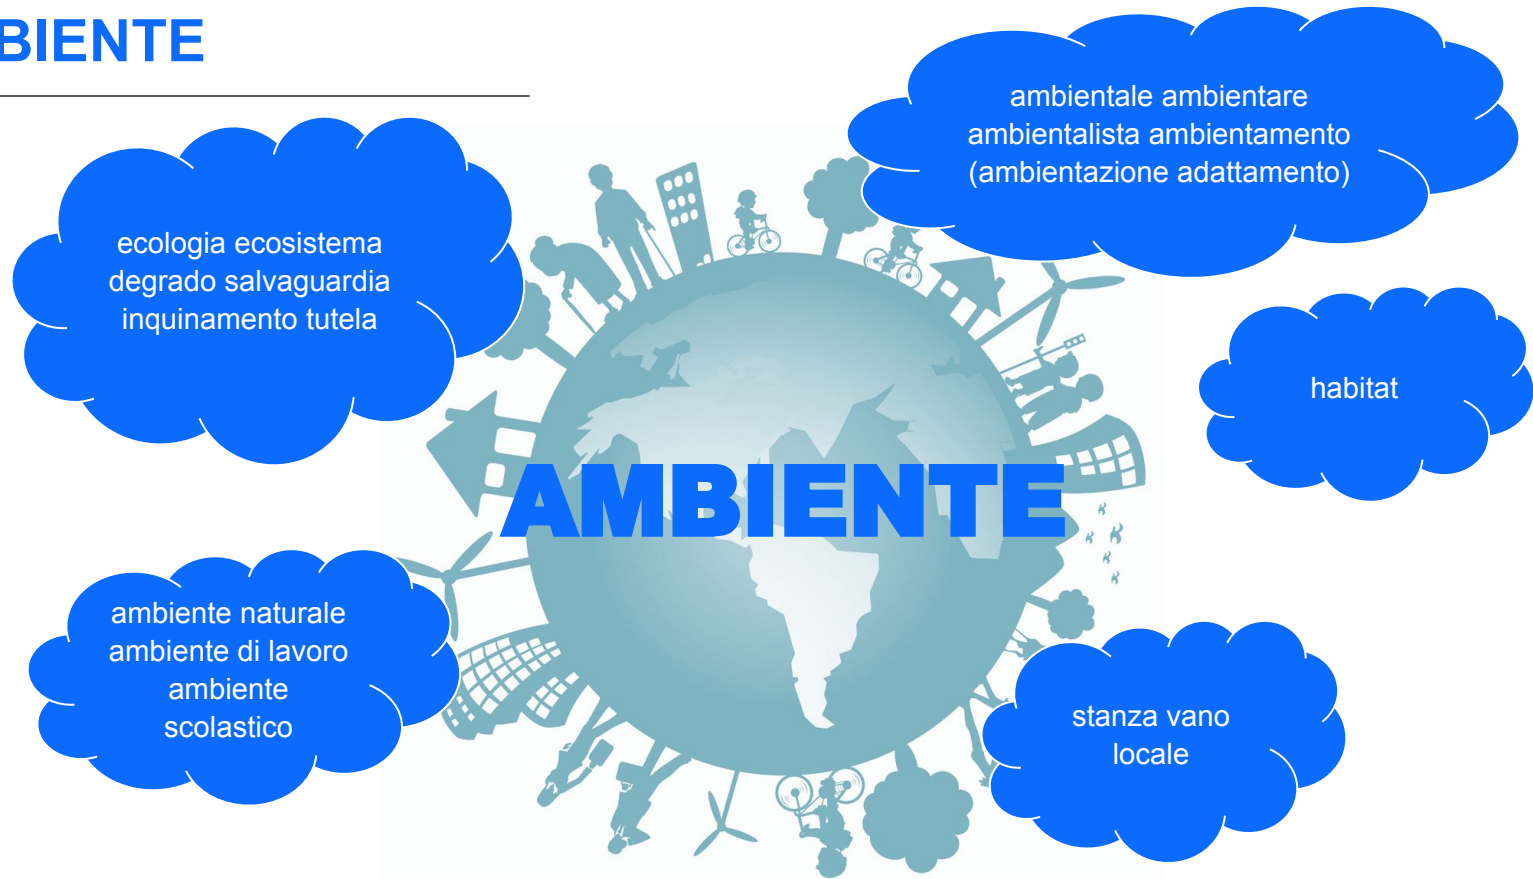 BIENTE
ambientale ambientare
ambientalista ambientamento
(ambientazione adattamento)
ecologia ecosistema
degrado salvaguardia
inquinamento tutela
habitat
AMBIENTE
ambiente naturale
ambiente di lavoro
ambiente
scolastico
stanza vano
locale